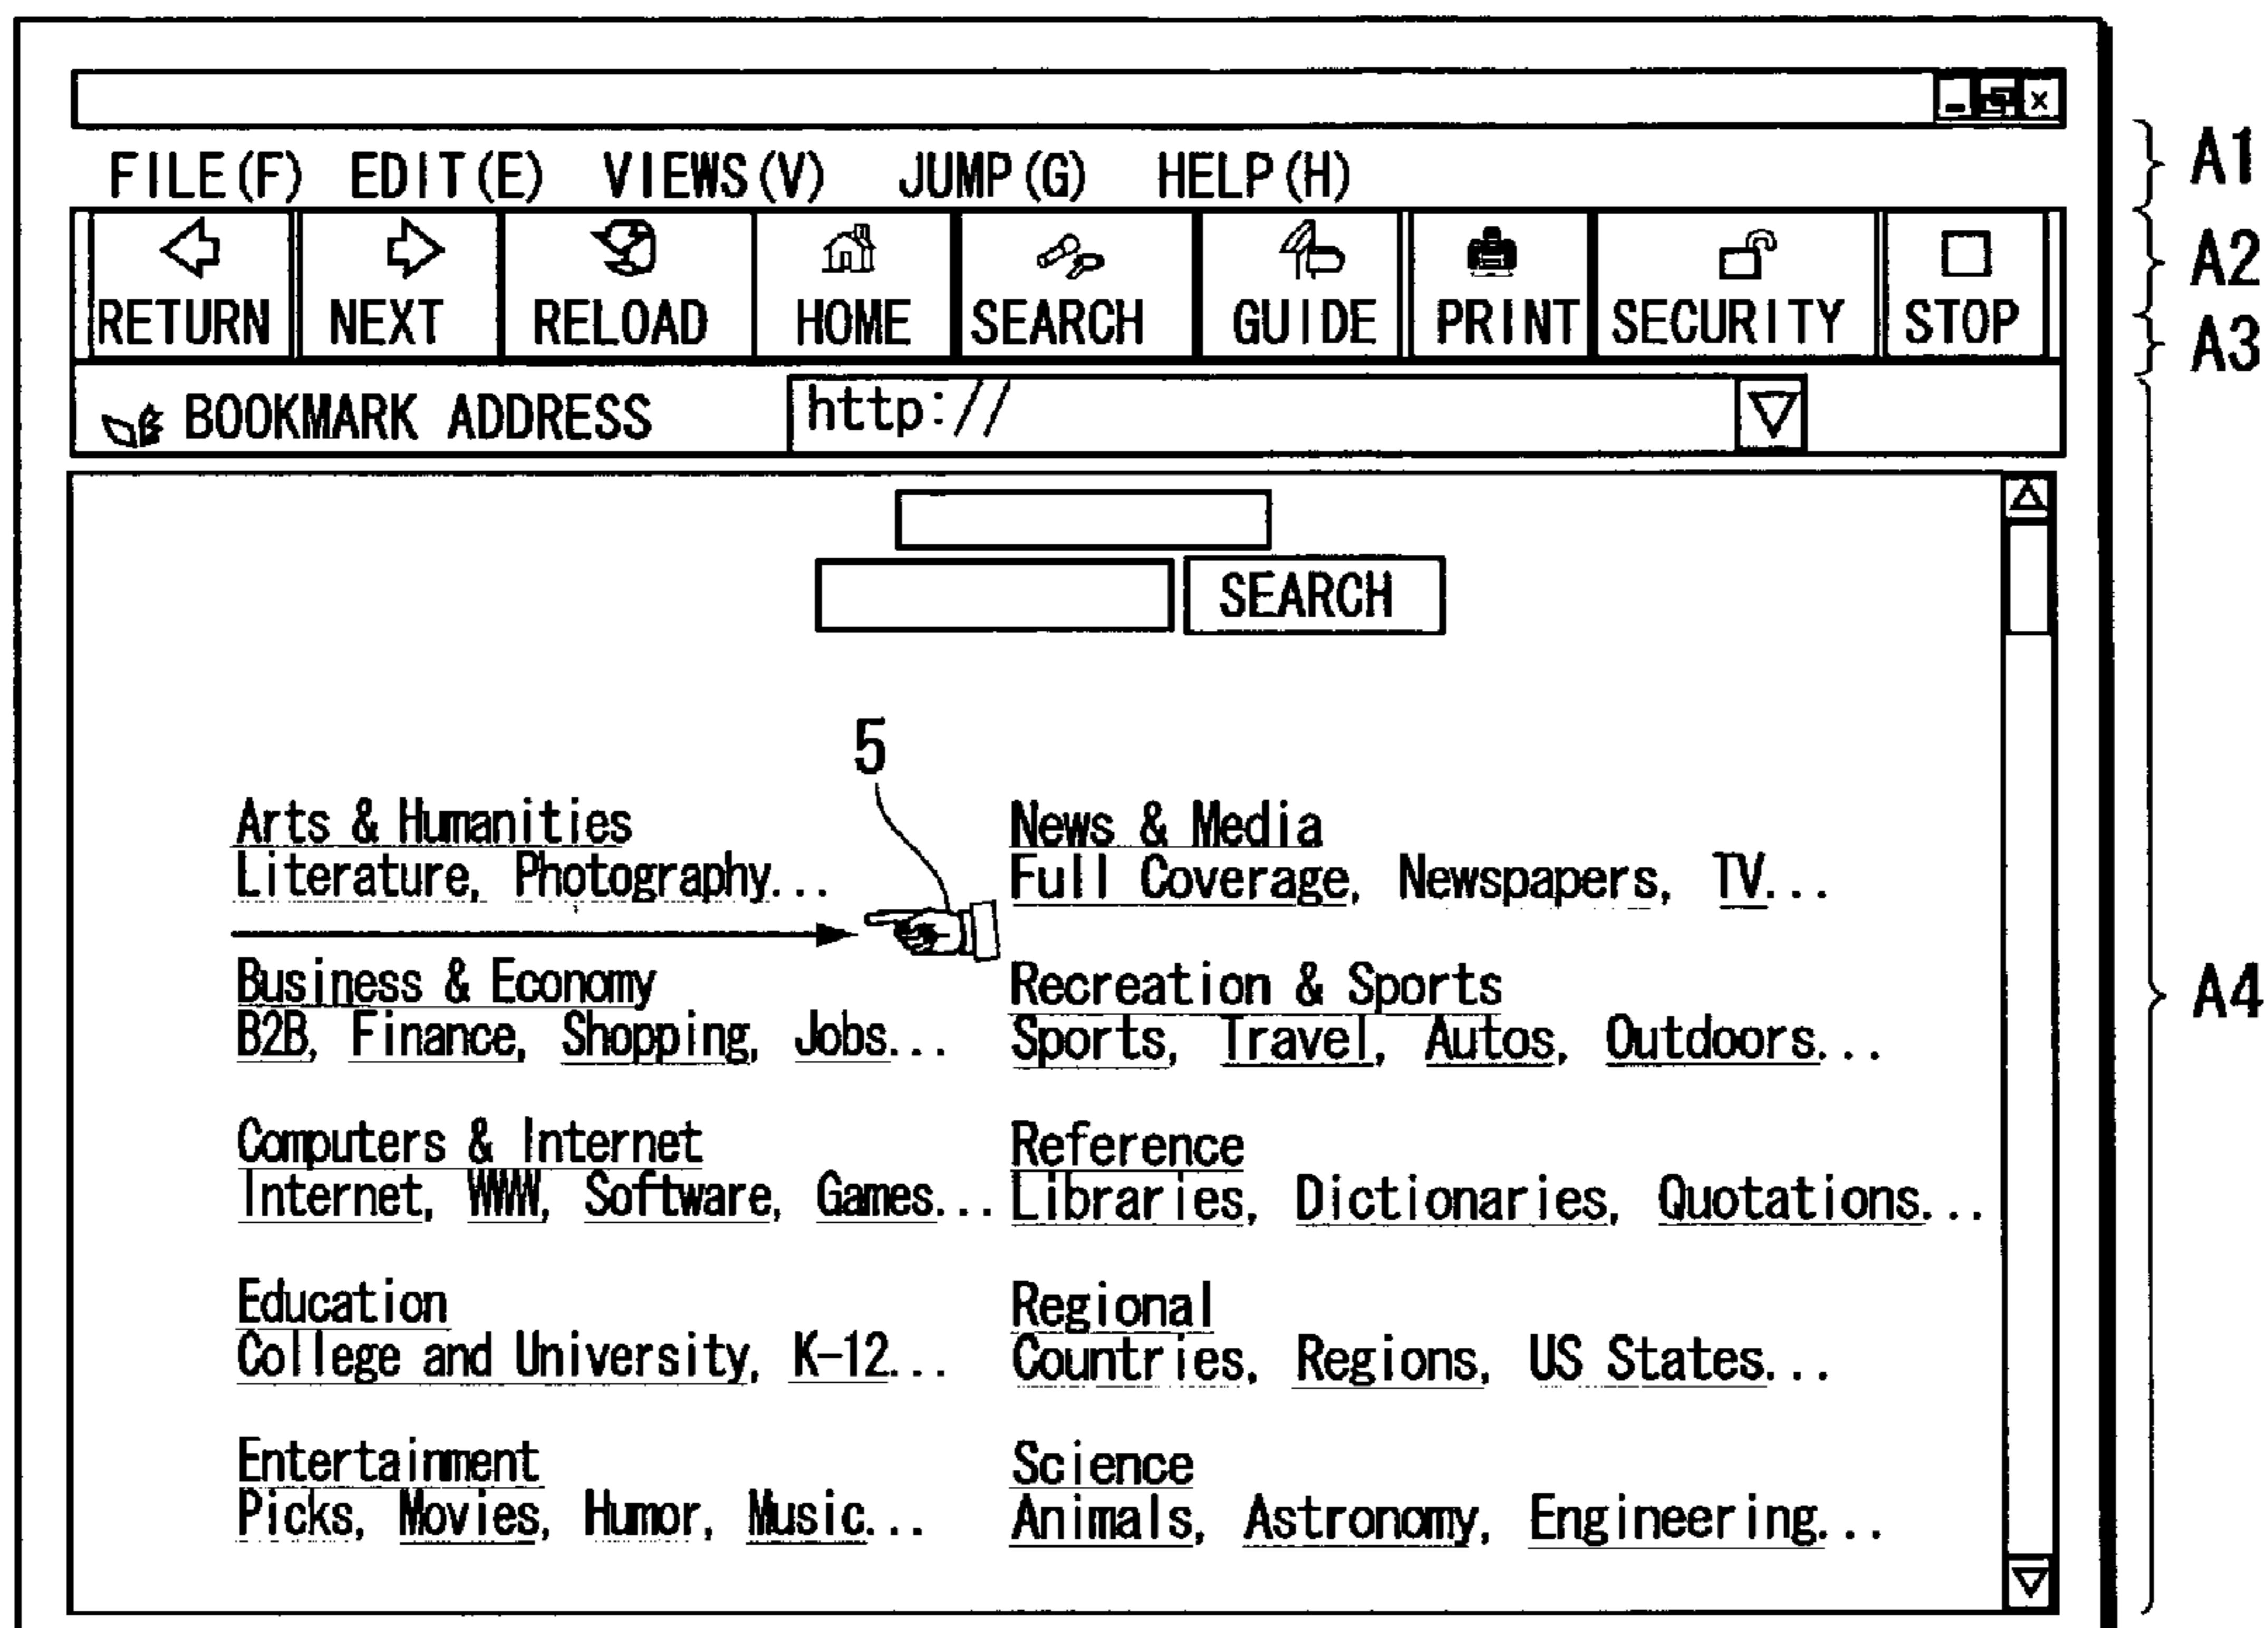 FILE(F) EDIT(E) VIEWS(V) JUMP(G) HELP(H) A1
RETURN NEXT RELOAD HOME SEARCH GUIDE PRINT SECURITY STOP A2
A3
BOOKMARK ADDRESS http://
SEARCH
5
Arts & Humanities
Literature, Photography...
News & Media
Full Coverage, Newspapers, TV...
Business & Economy
B2B, Finance, Shopping, Jobs...
Recreation & Sports
Sports, Travel, Autos, Outdoors...
A4
Computers & Internet
Internet, WWW, Software, Games...
Reference
Libraries, Dictionaries, Quotations...
Education
College and University, K-12...
Regional
Countries, Regions, US States...
Entertainment
Picks, Movies, Humor, Music...
Science
Animals, Astronomy, Engineering...